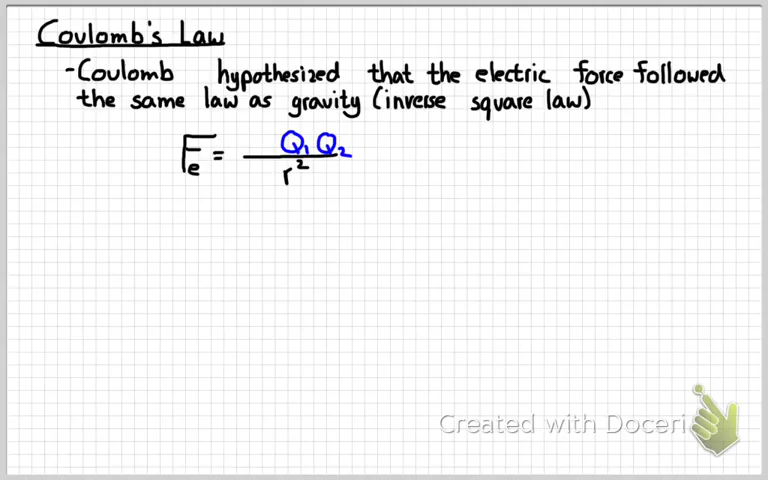 Coulomb's Law
-Coulomb hypothesized that the electric force followed
the same law as gravity (inverse square law)
Fe = Q1 Q2
r²
Created with Doceri